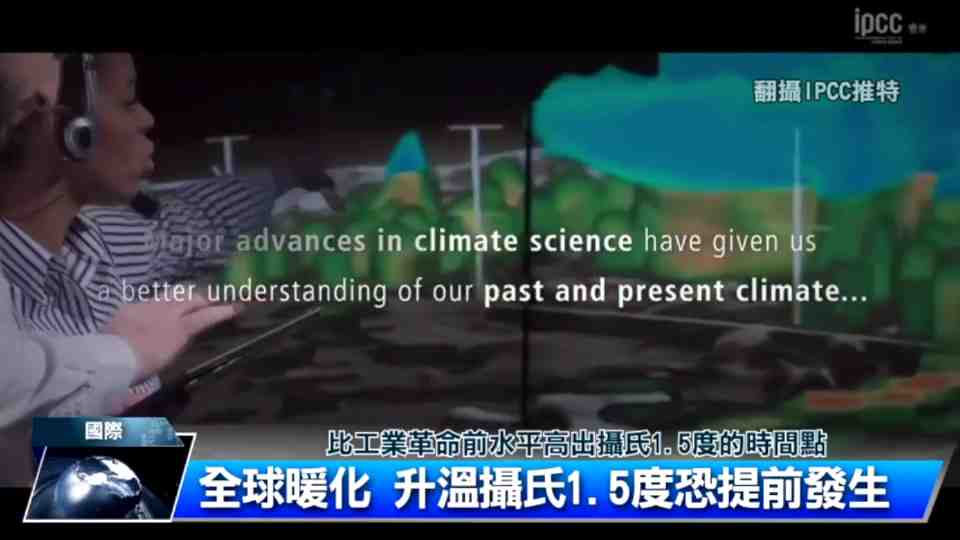 ipcc
翻攝IPCC推特
Major advances in climate science have given us
a better understanding of our past and present climate...
國際
比工業革命前水平高出攝氏1.5度的時間點
全球暖化 升溫攝氏1.5度恐提前發生